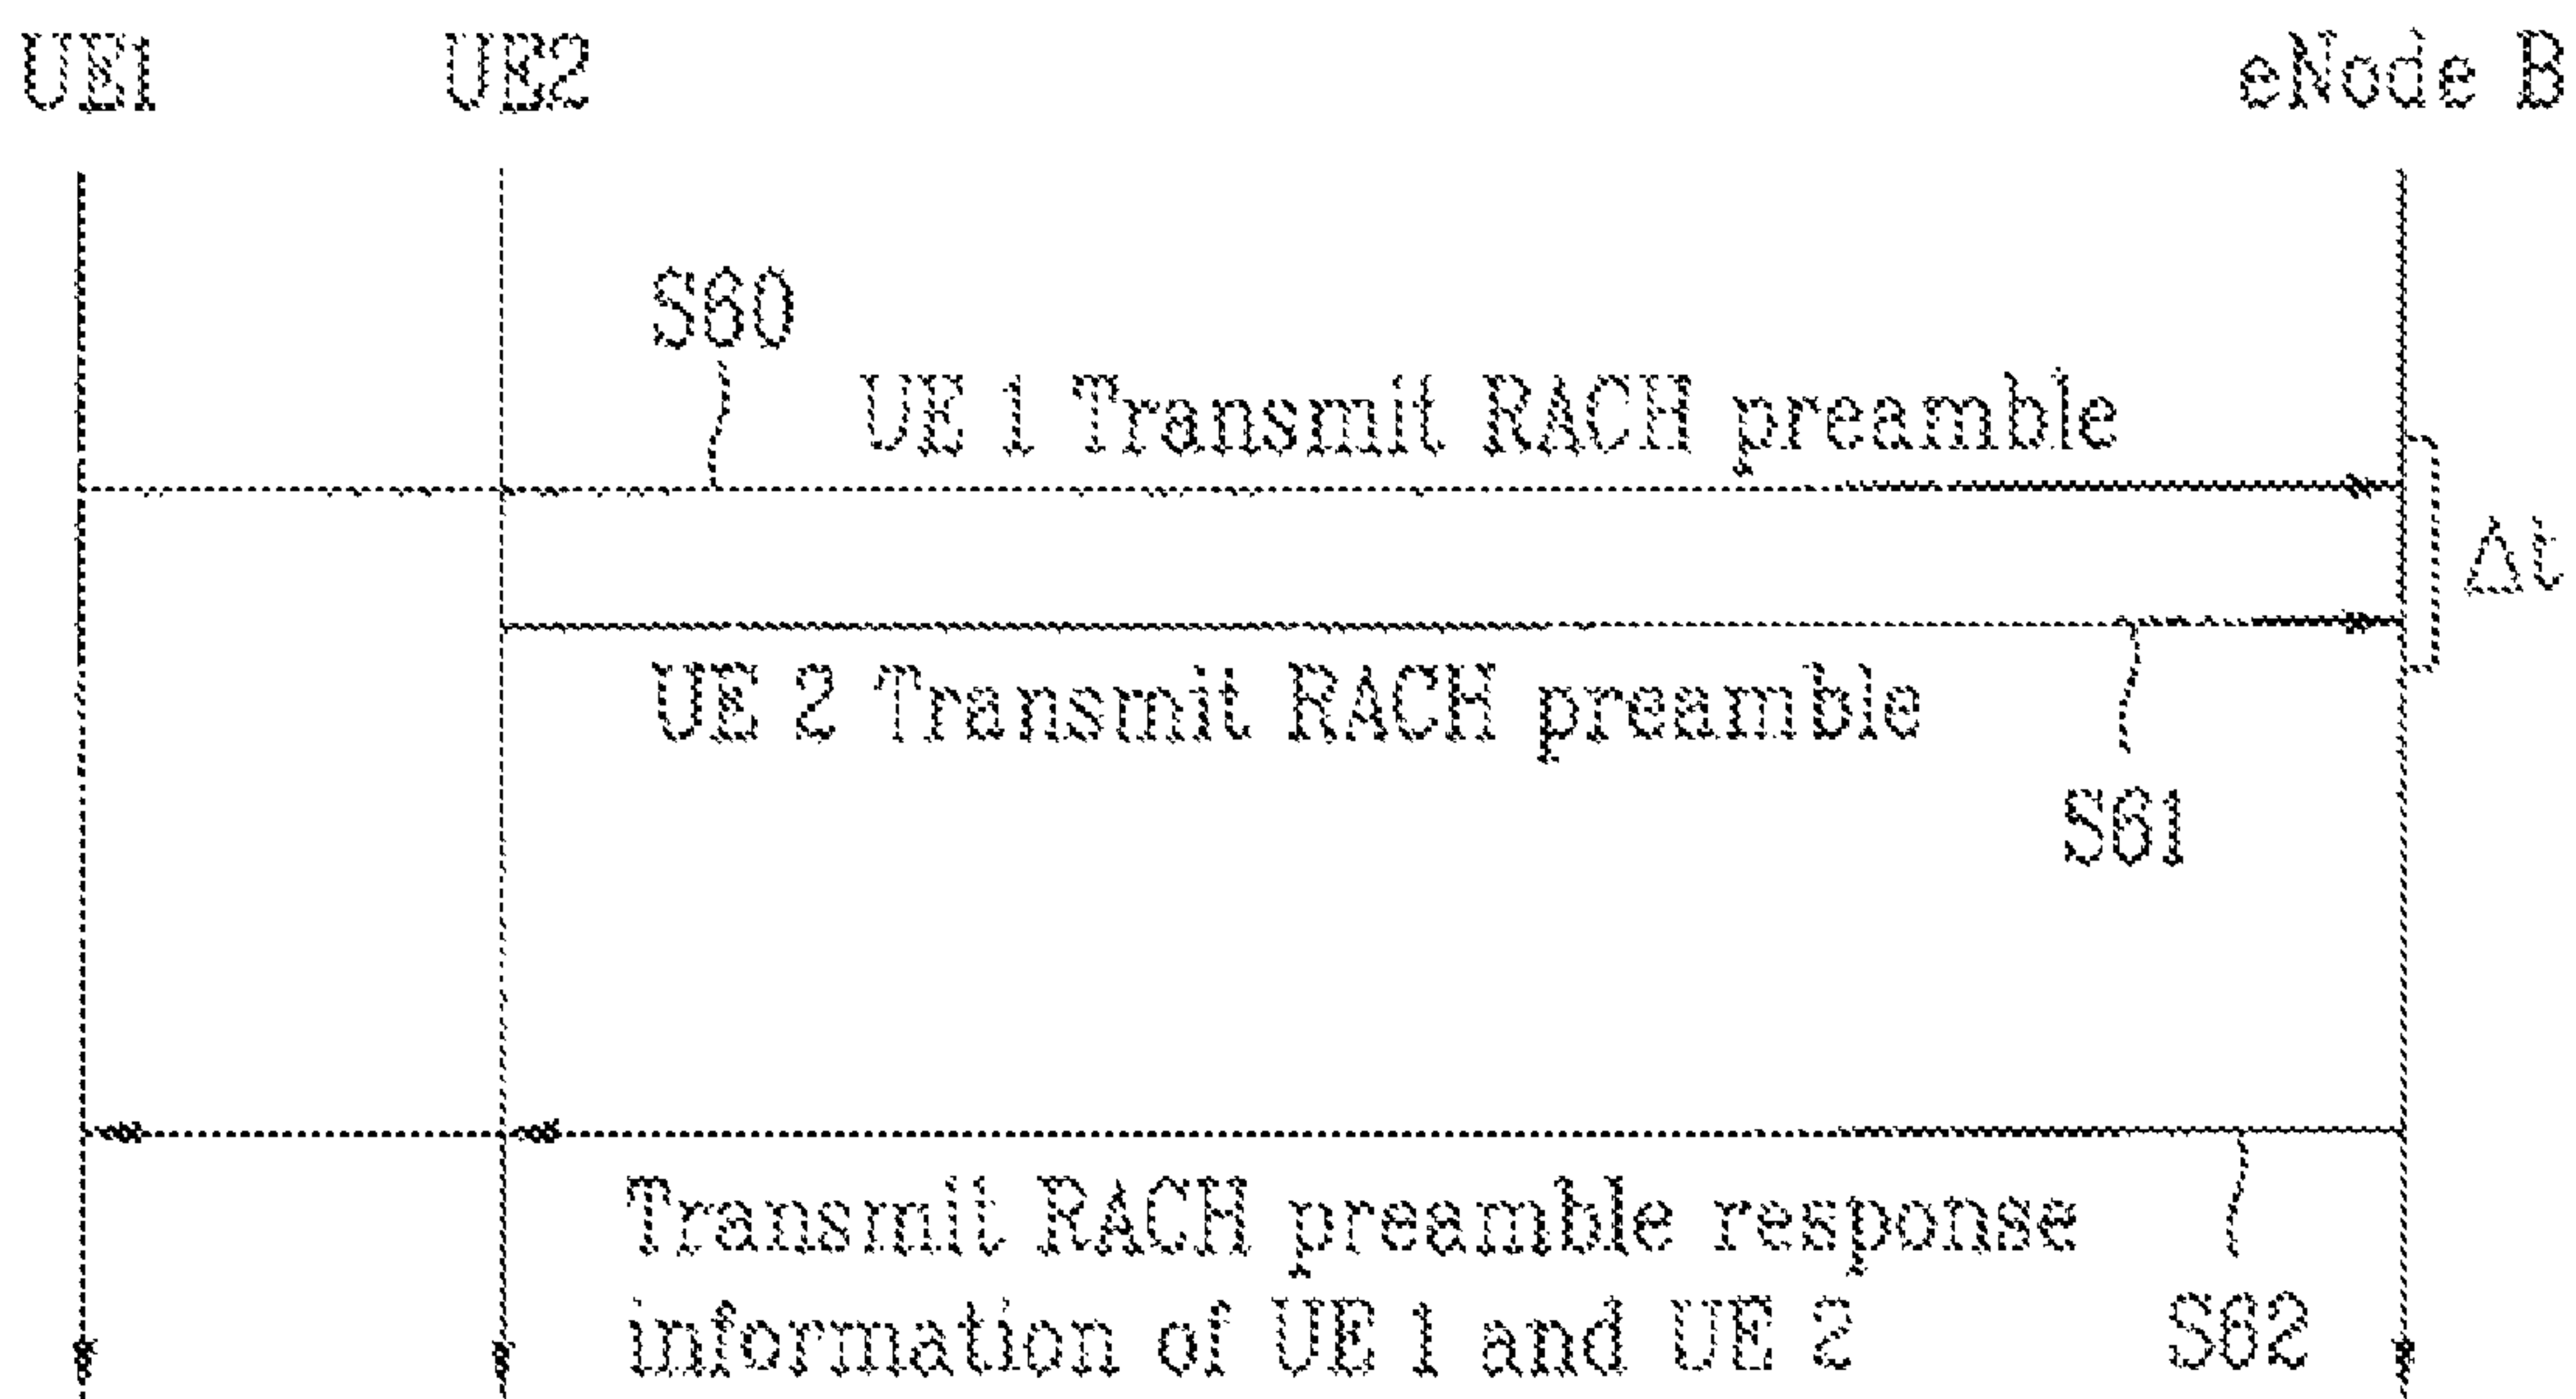 UE1 UE2 eNode B
S60
UE 1 Transmit RACH preamble
Δt
UE 2 Transmit RACH preamble
S61
Transmit RACH preamble response
information of UE 1 and UE 2
S62